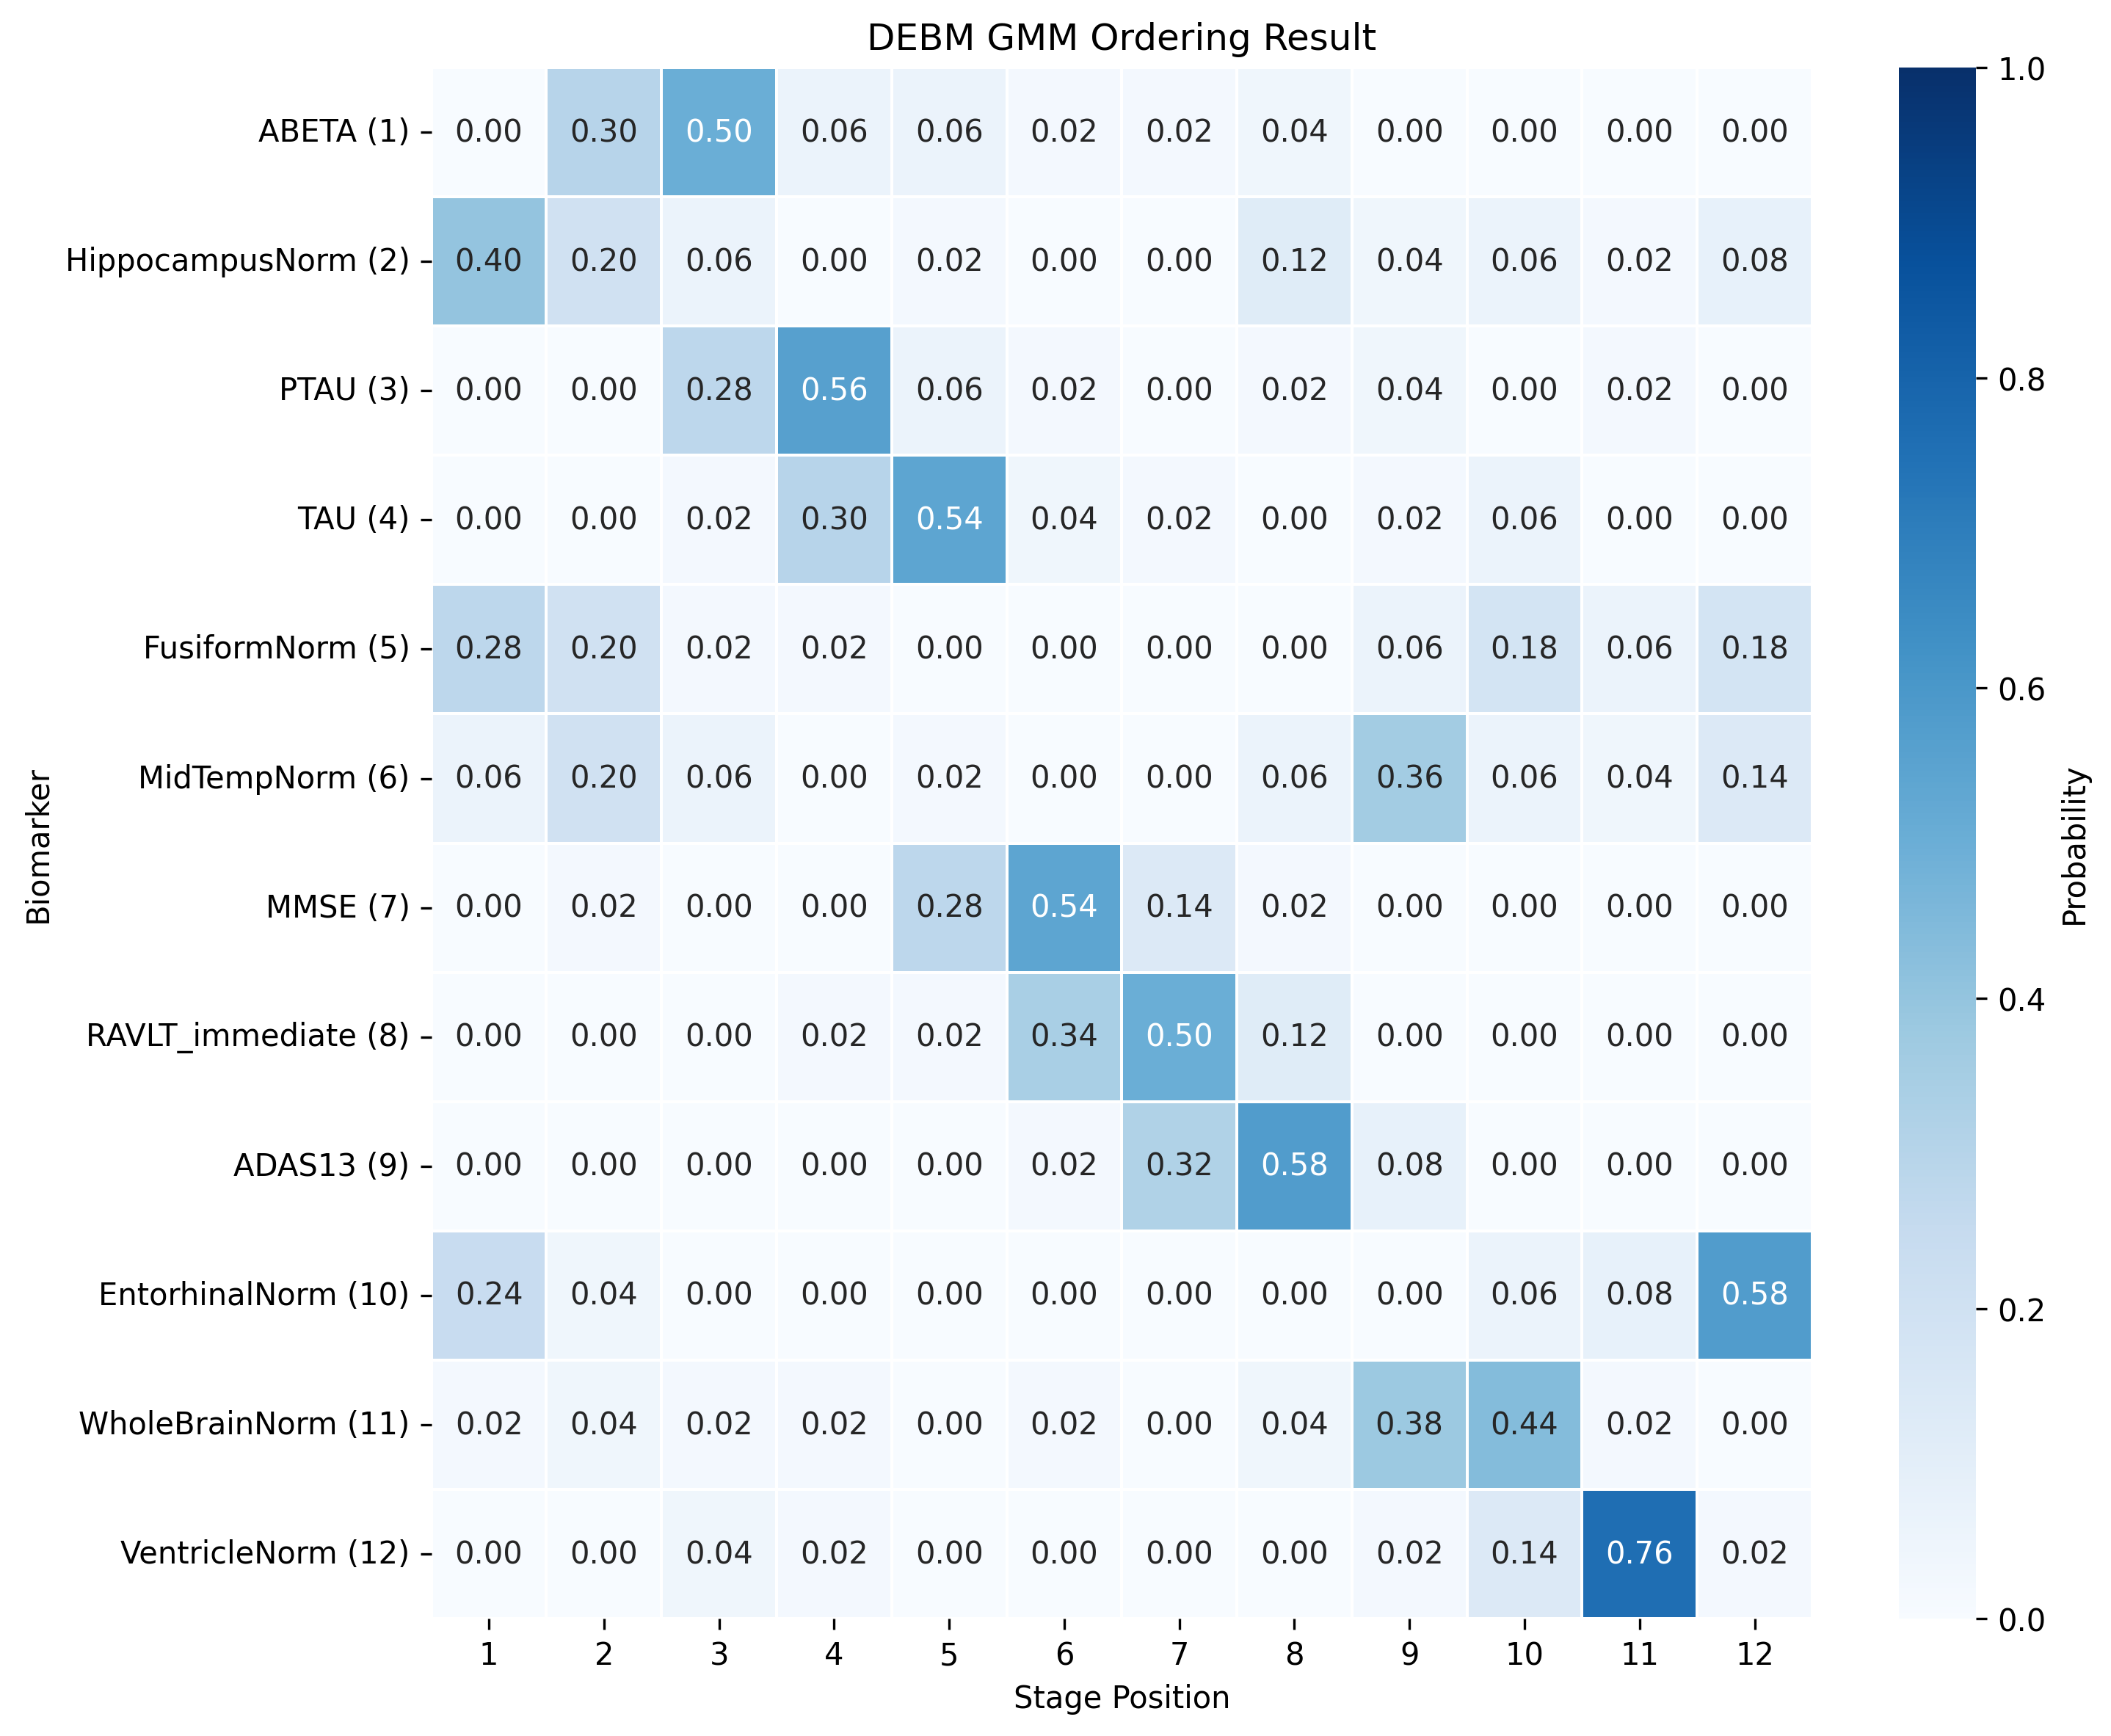 DEBM GMM Ordering Result
ABETA (1) 0.00 0.30 0.50 0.06 0.06 0.02 0.02 0.04 0.00 0.00 0.00 0.00
HippocampusNorm (2) 0.40 0.20 0.06 0.00 0.02 0.00 0.00 0.12 0.04 0.06 0.02 0.08
PTAU (3) 0.00 0.00 0.28 0.56 0.06 0.02 0.00 0.02 0.04 0.00 0.02 0.00
TAU (4) 0.00 0.00 0.02 0.30 0.54 0.04 0.02 0.00 0.02 0.06 0.00 0.00
FusiformNorm (5) 0.28 0.20 0.02 0.02 0.00 0.00 0.00 0.00 0.06 0.18 0.06 0.18
MidTempNorm (6) 0.06 0.20 0.06 0.00 0.02 0.00 0.00 0.06 0.36 0.06 0.04 0.14
MMSE (7) 0.00 0.02 0.00 0.00 0.28 0.54 0.14 0.02 0.00 0.00 0.00 0.00
RAVLT_immediate (8) 0.00 0.00 0.00 0.02 0.02 0.34 0.50 0.12 0.00 0.00 0.00 0.00
ADAS13 (9) 0.00 0.00 0.00 0.00 0.00 0.02 0.32 0.58 0.08 0.00 0.00 0.00
EntorhinalNorm (10) 0.24 0.04 0.00 0.00 0.00 0.00 0.00 0.00 0.00 0.06 0.08 0.58
WholeBrainNorm (11) 0.02 0.04 0.02 0.02 0.00 0.02 0.00 0.04 0.38 0.44 0.02 0.00
VentricleNorm (12) 0.00 0.00 0.04 0.02 0.00 0.00 0.00 0.00 0.02 0.14 0.76 0.02
1 2 3 4 5 6 7 8 9 10 11 12
Stage Position
Biomarker
1.0
0.8
0.6
0.4
0.2
0.0
Probability